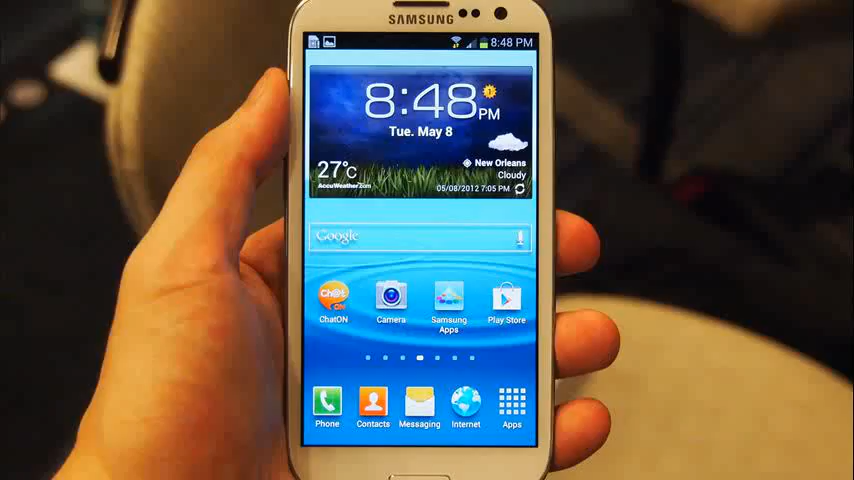 SAMSUNG
8:48 PM
8:48 PM
Tue. May 8
27°C
New Orleans
Cloudy
AccuWeather.com
05/08/2012 7:05 PM
Google
ChatON
ChatON
Camera
Samsung Apps
Play Store
Phone
Contacts
Messaging
Internet
Apps